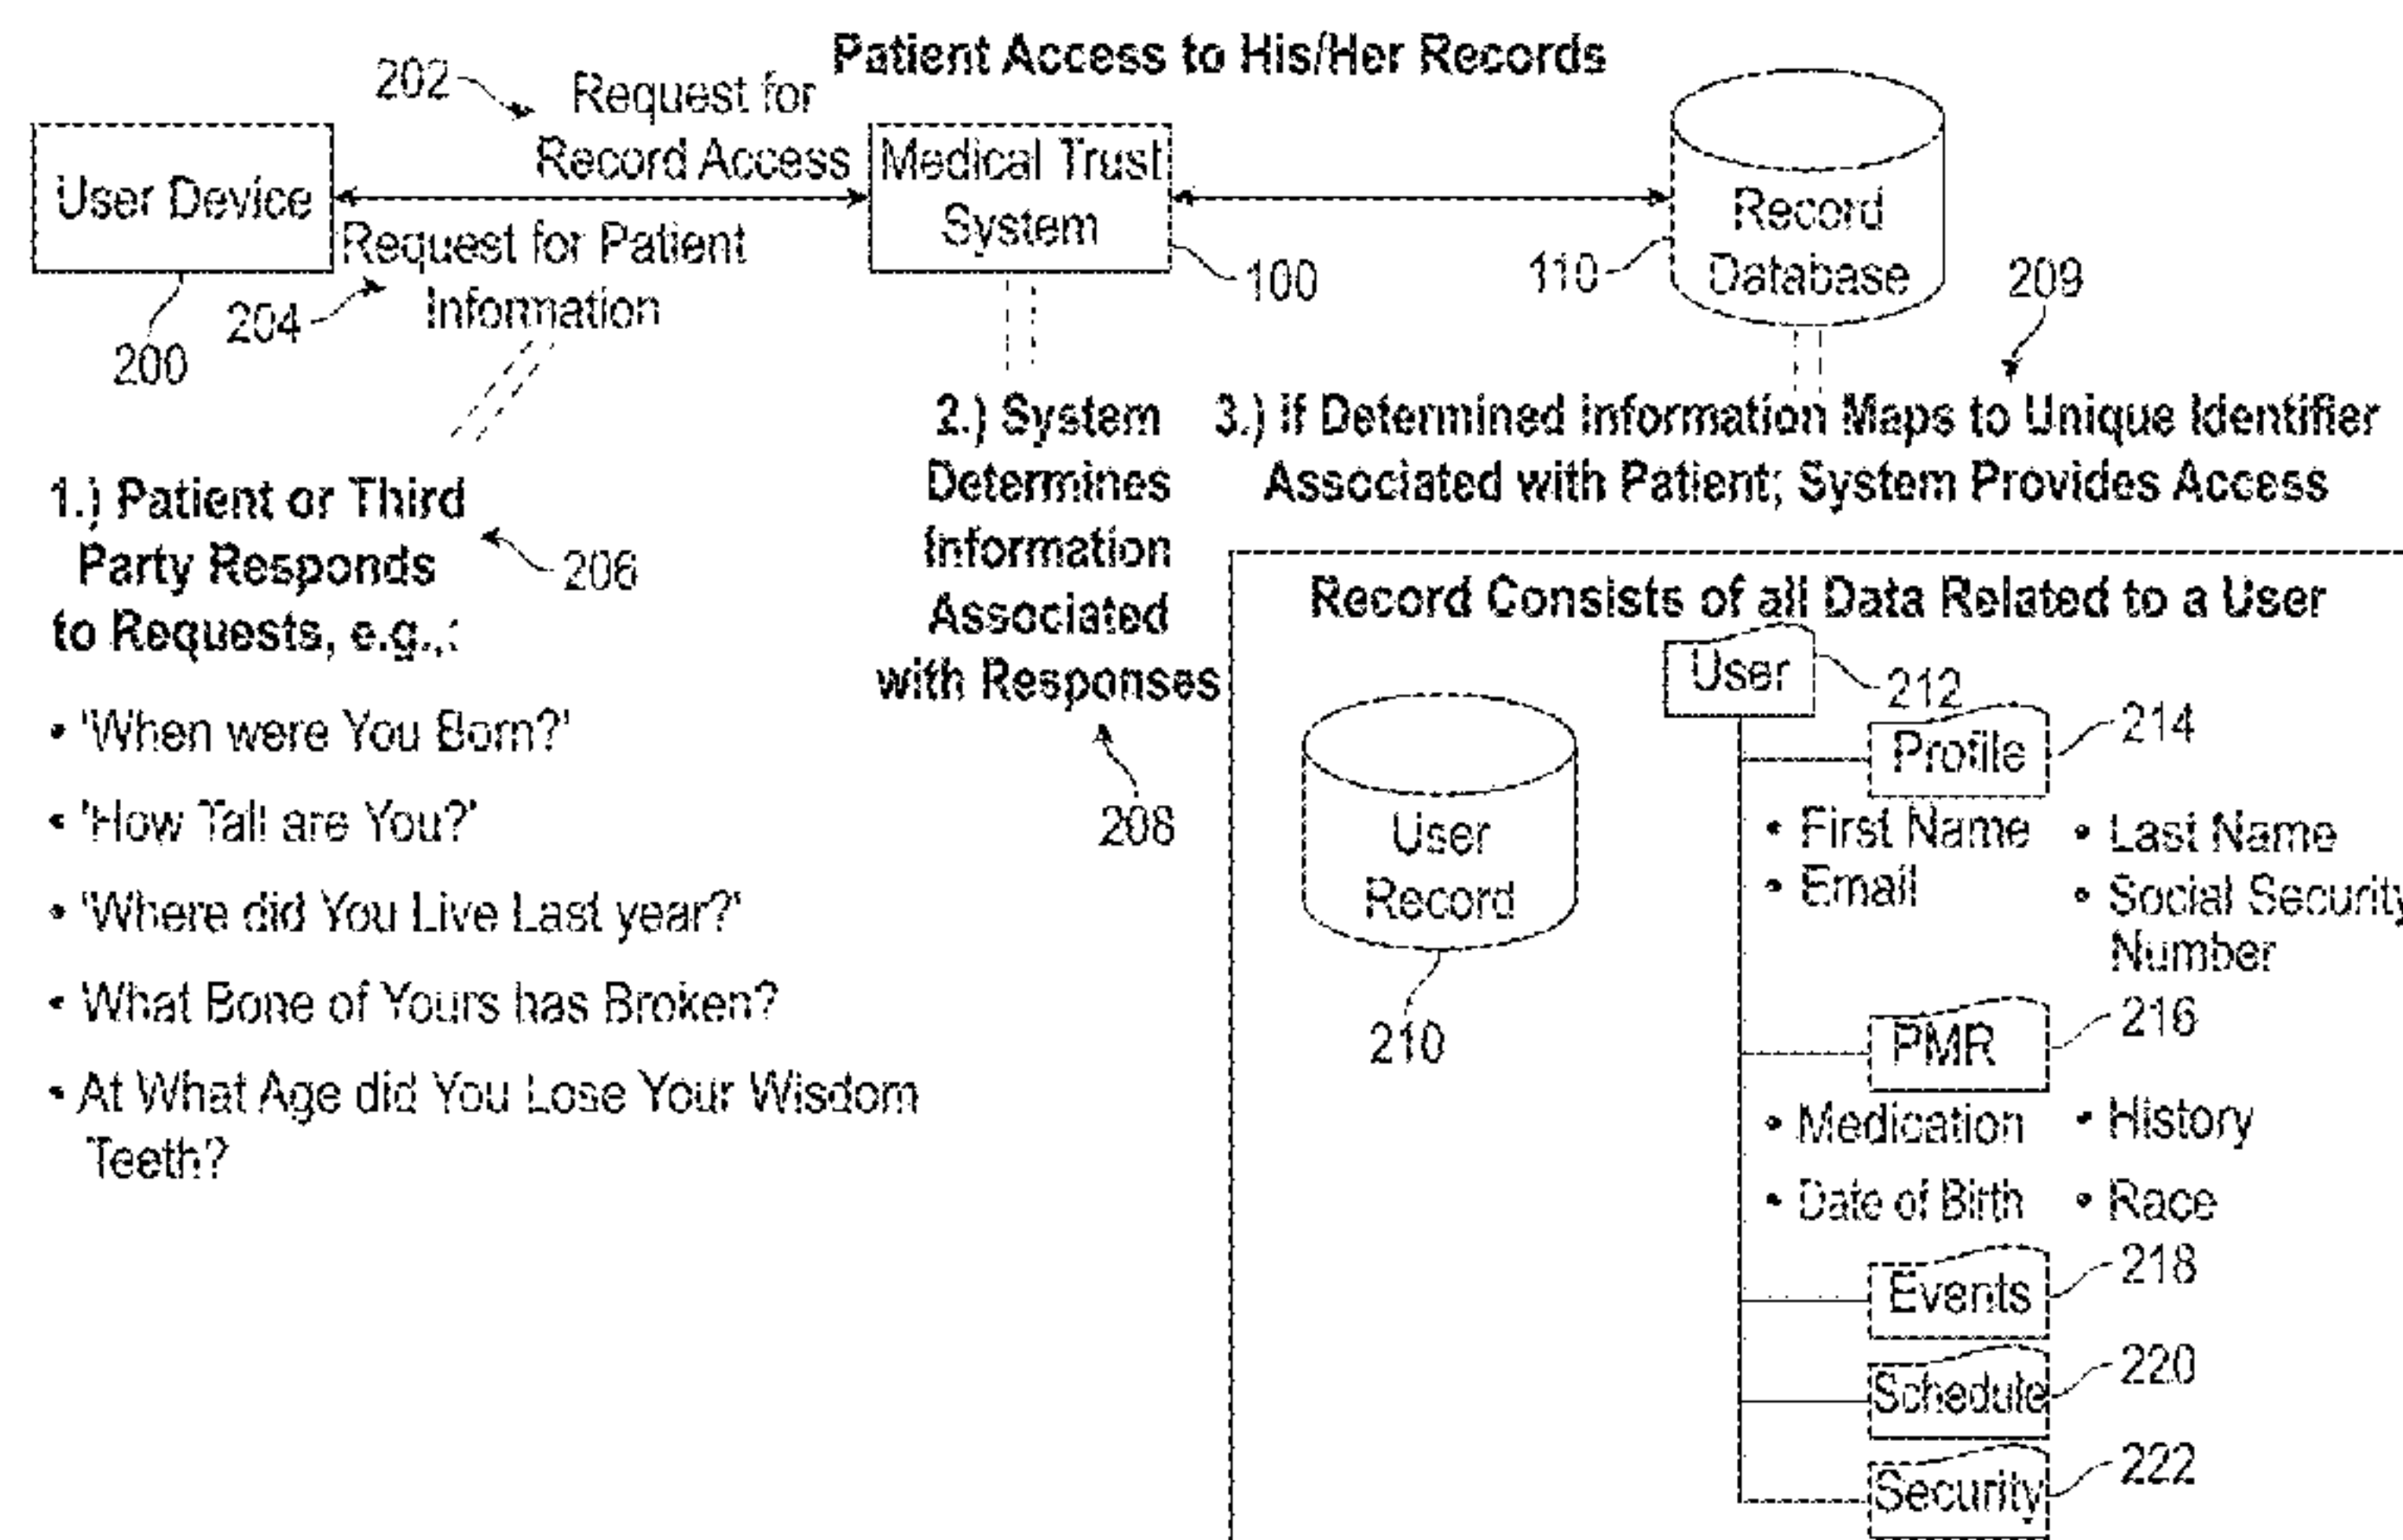 Patient Access to His/Her Records
202
Request for
Record Access
User Device
Medical Trust
System
Record
Database
Request for Patient
Information
204
200
100
110
209
1.) Patient or Third
Party Responds
to Requests, e.g.,:
206
• 'When were You Born?'
• 'How Tall are You?'
• 'Where did You Live Last year?'
• What Bone of Yours has Broken?
• At What Age did You Lose Your Wisdom
Teeth?
2.) System
Determines
Information
Associated
with Responses
208
3.) If Determined Information Maps to Unique Identifier
Associated with Patient; System Provides Access
Record Consists of all Data Related to a User
User
Record
210
User
212
Profile
214
• First Name
• Last Name
• Email
• Social Security
Number
PMR
216
• Medication
• History
• Date of Birth
• Race
Events
218
Schedule
220
Security
222